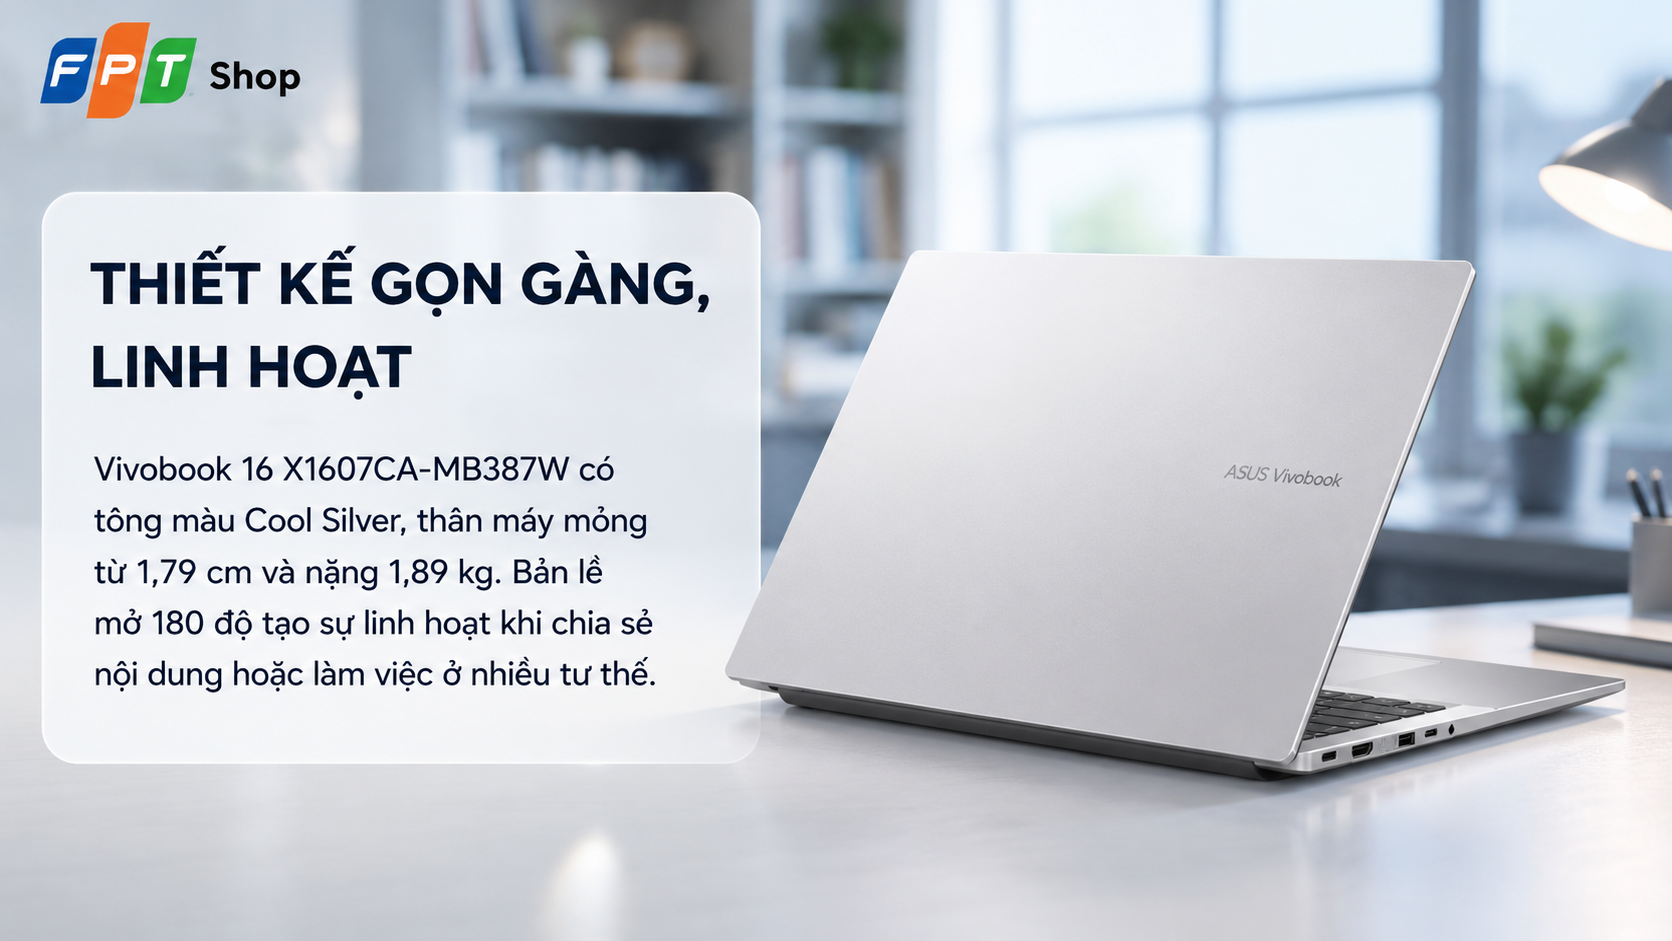 FPT Shop
THIẾT KẾ GỌN GÀNG,
LINH HOẠT
Vivobook 16 X1607CA-MB387W có
tông màu Cool Silver, thân máy mỏng
từ 1,79 cm và nặng 1,89 kg. Bản lề
mở 180 độ tạo sự linh hoạt khi chia sẻ
nội dung hoặc làm việc ở nhiều tư thế.
ASUS Vivobook